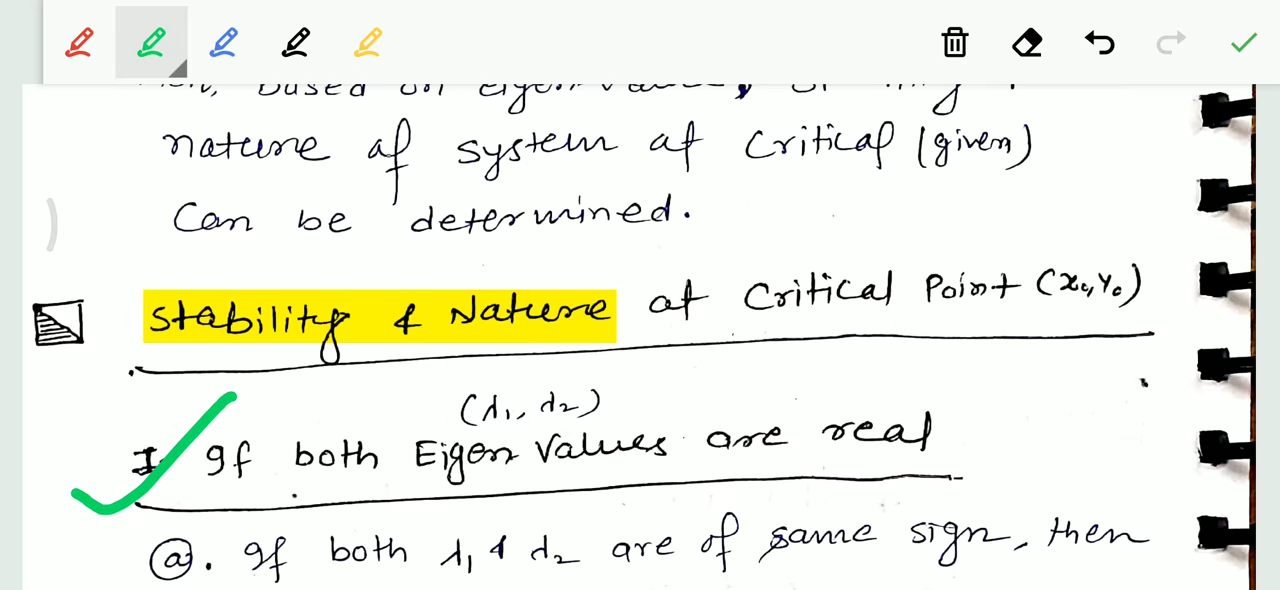 nature of system at critical (given)
Can be determined.
Stability & Nature at Critical Point (x₀, y₀)
(λ₁, λ₂)
I If both Eigen Values are real
ⓐ. If both λ₁ & λ₂ are of same sign, then